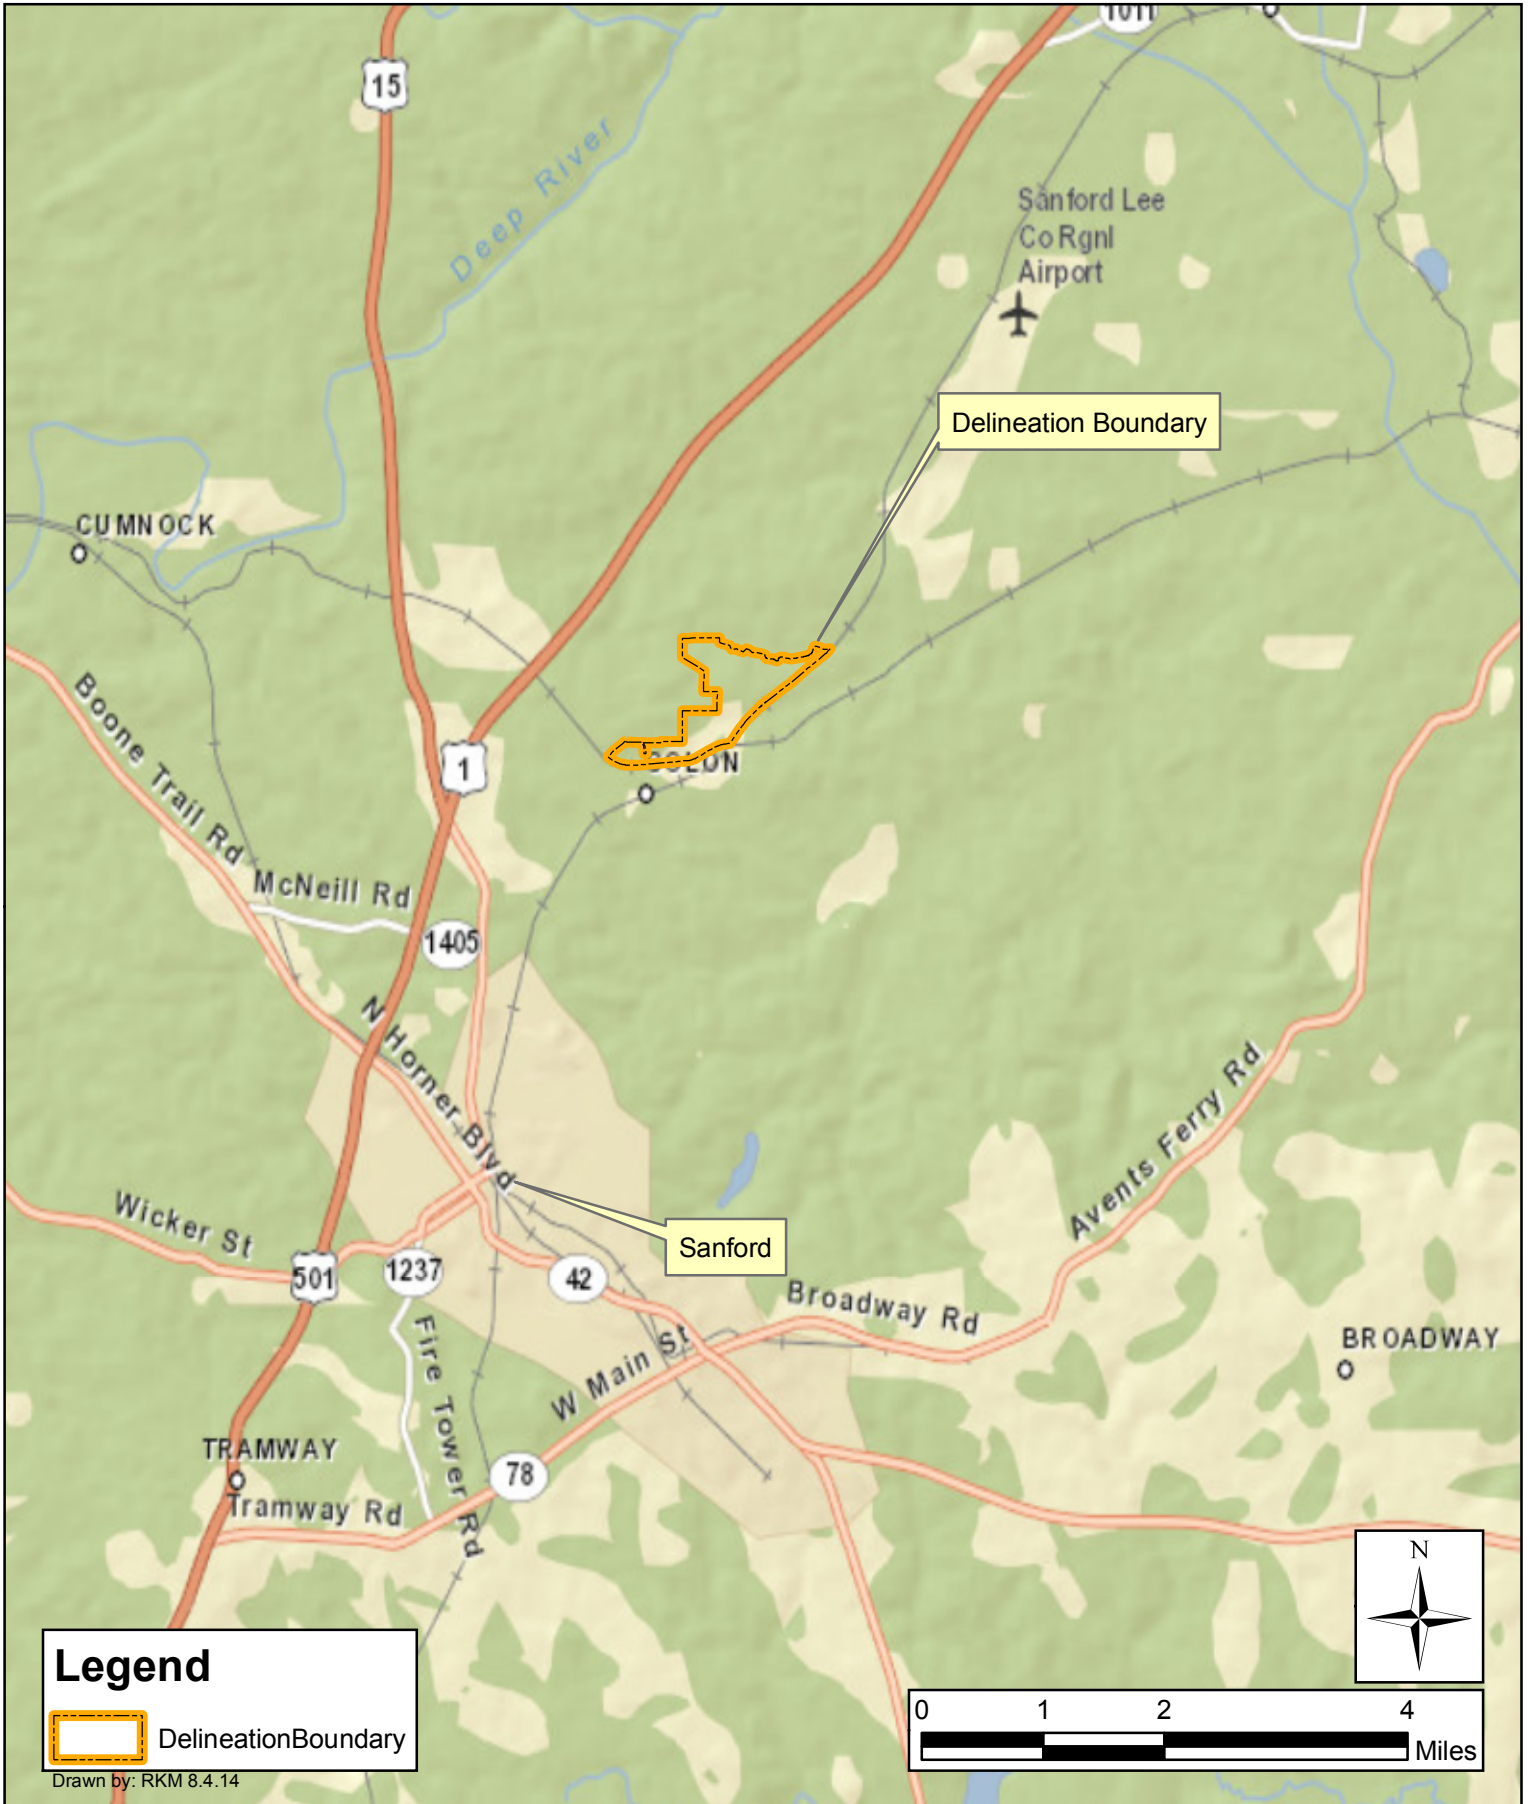 1011
15
Deep River
Sanford Lee
Co Rgnl
Airport
Delineation Boundary
CUMNOCK
Boone Trail Rd
1
COLON
McNeill Rd
1405
N Horner Blvd
Avents Ferry Rd
Wicker St
Sanford
501
1237
42
Broadway Rd
BROADWAY
Fire Tower Rd
W Main St
TRAMWAY
78
Tramway Rd
N
Legend
DelineationBoundary
0 1 2 4
Miles
Drawn by: RKM 8.4.14